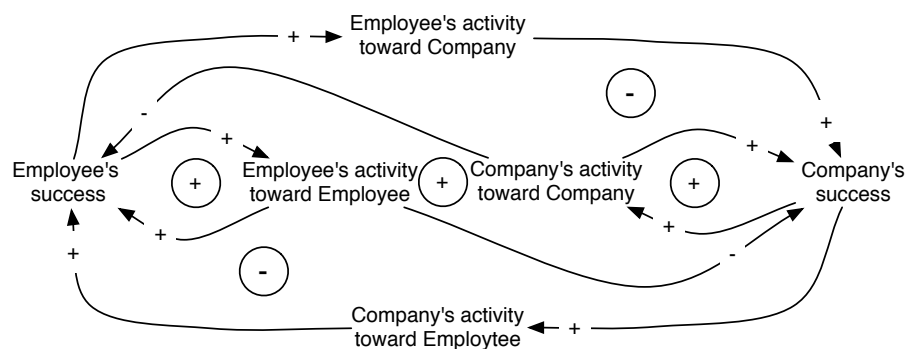 Employee's activity
toward Company
+
-
+
-
+
+
Employee's
success
+
Employee's activity
toward Employee
+
Company's activity
toward Company
+
Company's
success
+
+
+
-
-
Company's activity
toward Employtee
+